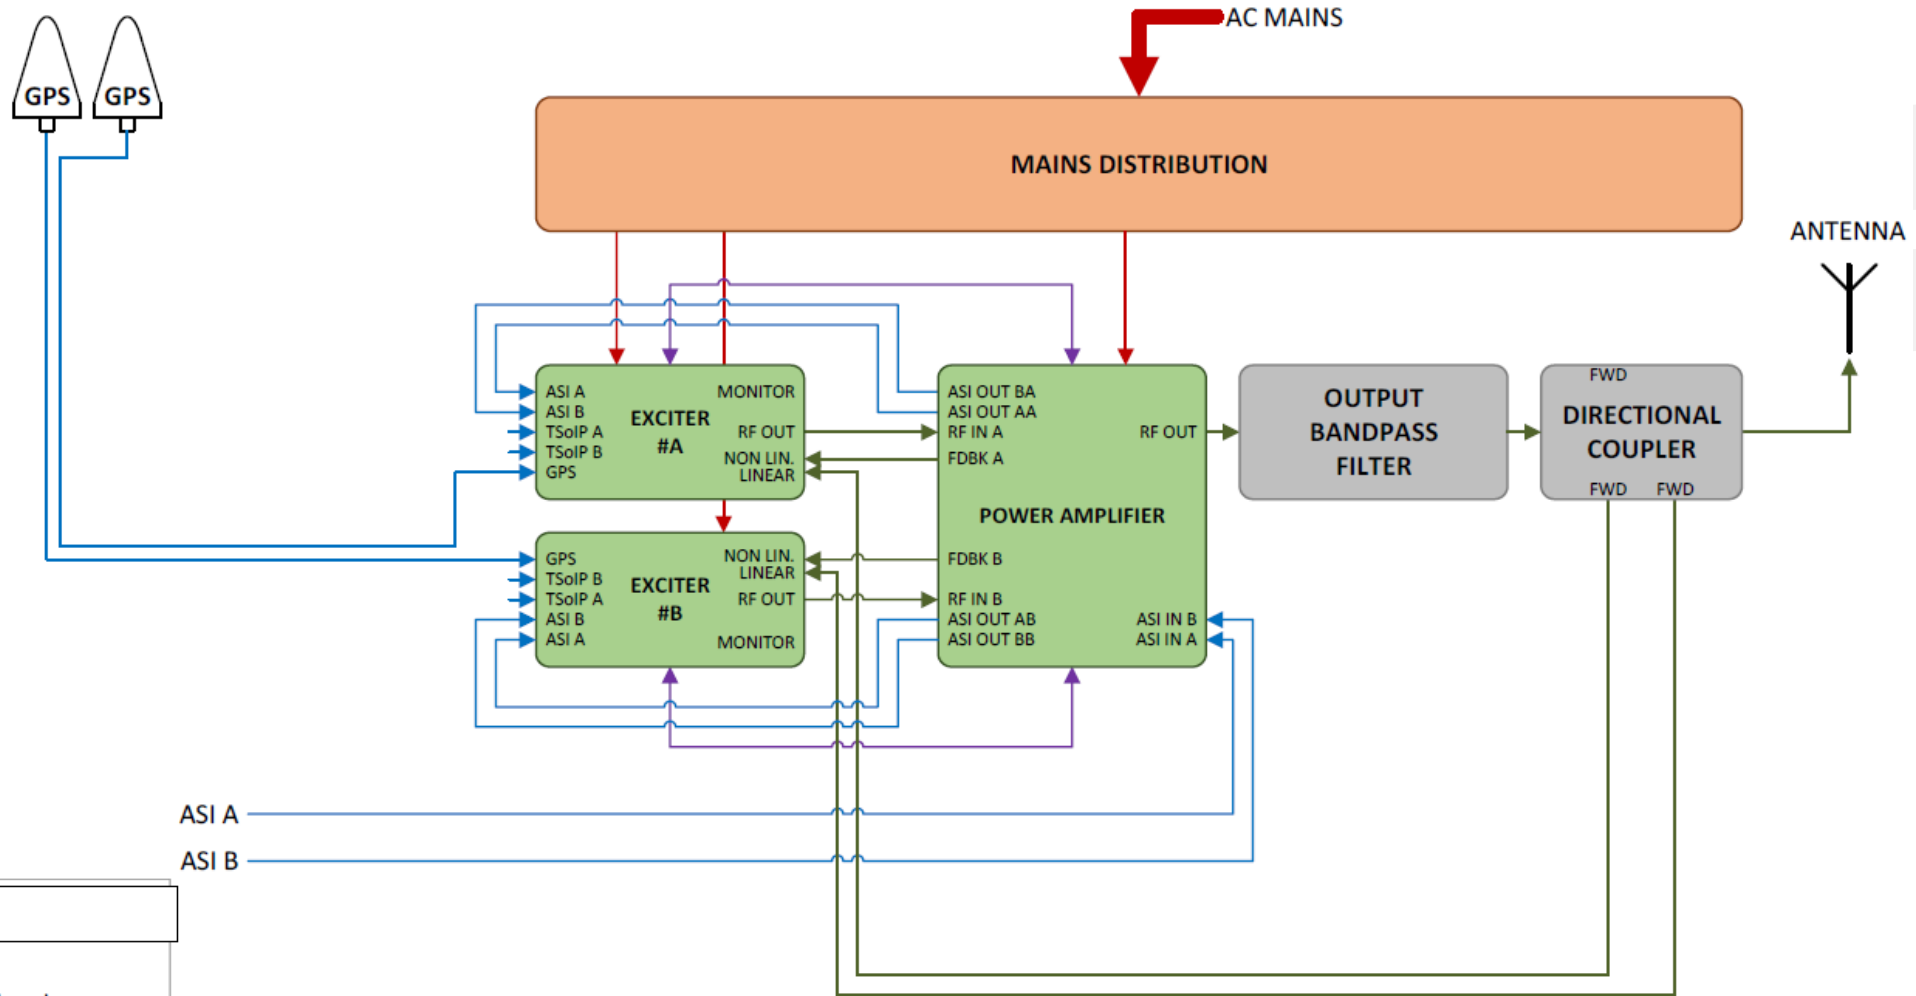 AC MAINS
GPS
GPS
MAINS DISTRIBUTION
ANTENNA
ASI A
ASI B
TSoIP A
TSoIP B
GPS
EXCITER
#A
MONITOR
RF OUT
NON LIN.
LINEAR
ASI OUT BA
ASI OUT AA
RF IN A
FDBK A
RF OUT
POWER AMPLIFIER
FDBK B
RF IN B
ASI OUT AB
ASI OUT BB
ASI IN B
ASI IN A
OUTPUT
BANDPASS
FILTER
FWD
DIRECTIONAL
COUPLER
FWD FWD
GPS
TSoIP B
TSoIP A
ASI B
ASI A
EXCITER
#B
NON LIN.
LINEAR
RF OUT
MONITOR
ASI A
ASI B